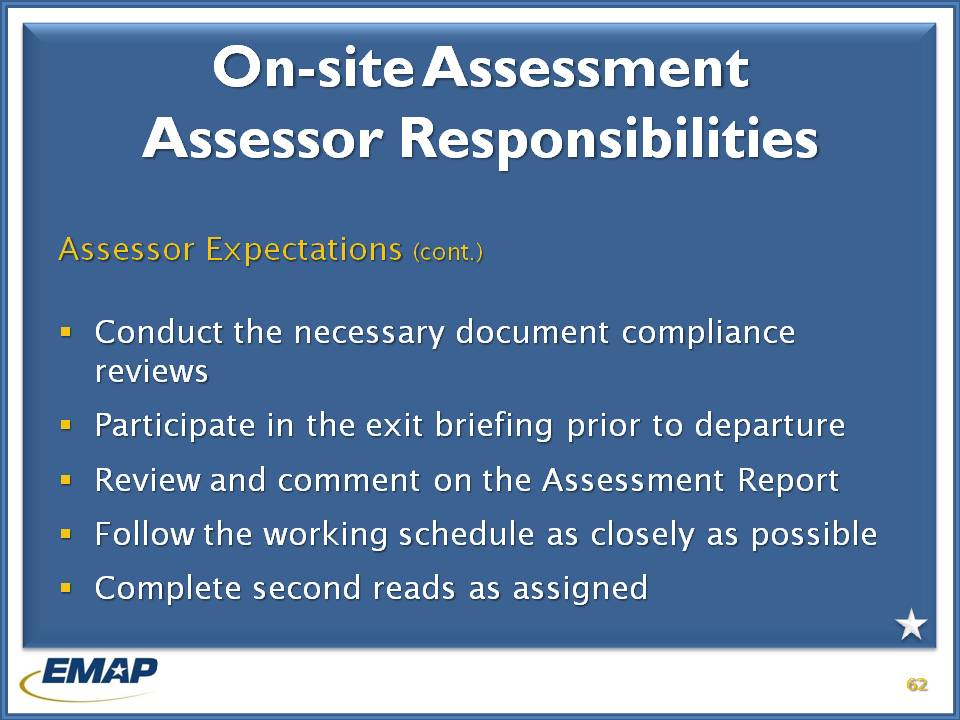 On-site Assessment
Assessor Responsibilities
Assessor Expectations (cont.)
▪ Conduct the necessary document compliance
reviews
▪ Participate in the exit briefing prior to departure
▪ Review and comment on the Assessment Report
▪ Follow the working schedule as closely as possible
▪ Complete second reads as assigned
EMAP
62